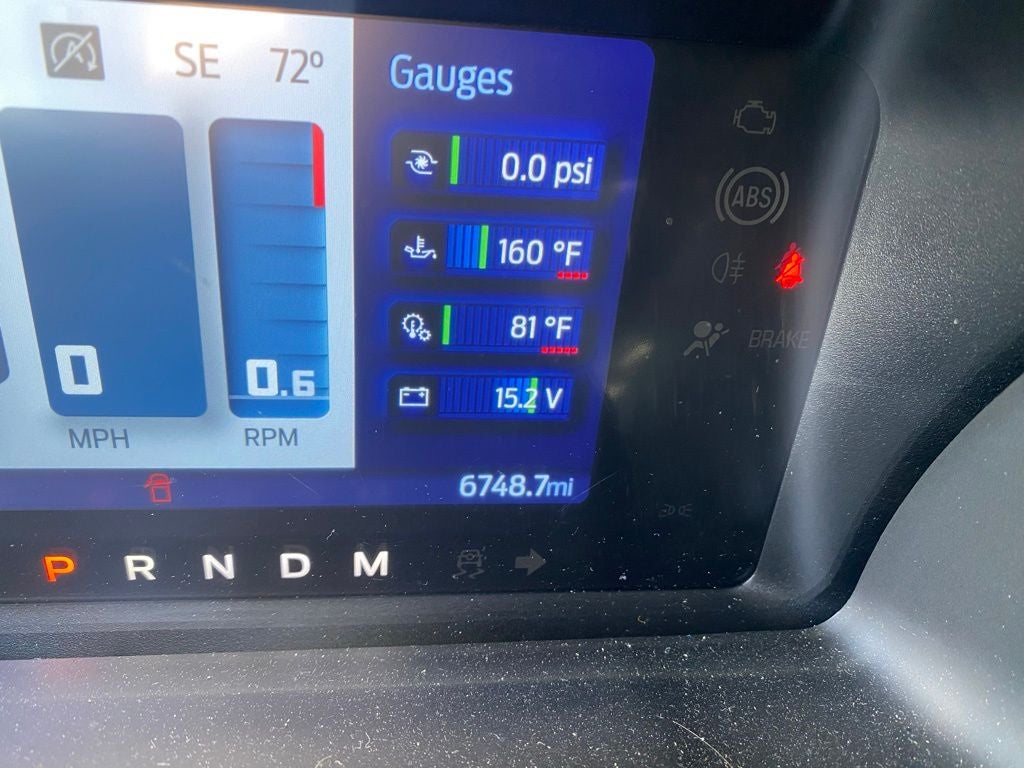 SE 72°
Gauges
0.0 psi
160 °F
81 °F
15.2 V
0
0.6
MPH
RPM
6748.7mi
P R N D M
ABS
BRAKE